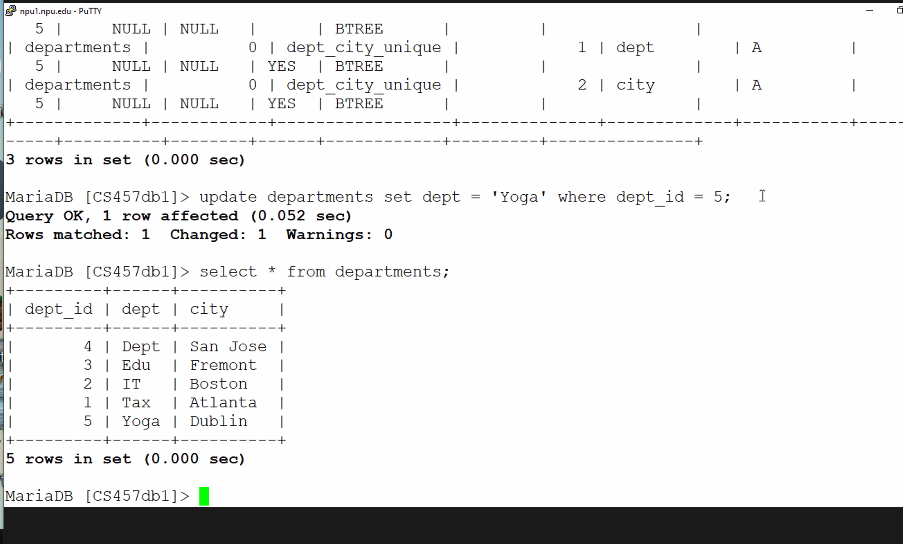 npu1.npu.edu - PuTTY
5 | NULL | NULL | | BTREE | | |
| departments | 0 | dept_city_unique | 1 | dept | A |
5 | NULL | NULL | YES | BTREE | | |
| departments | 0 | dept_city_unique | 2 | city | A |
5 | NULL | NULL | YES | BTREE | | |
+-------------+------------+------------------+--------------+-------------+-----------+-----
-----+----------+--------+------+------------+---------+---------------+
3 rows in set (0.000 sec)
MariaDB [CS457db1]> update departments set dept = 'Yoga' where dept_id = 5;
Query OK, 1 row affected (0.052 sec)
Rows matched: 1 Changed: 1 Warnings: 0
MariaDB [CS457db1]> select * from departments;
+---------+------+----------+
| dept_id | dept | city |
+---------+------+----------+
| 4 | Dept | San Jose |
| 3 | Edu | Fremont |
| 2 | IT | Boston |
| 1 | Tax | Atlanta |
| 5 | Yoga | Dublin |
+---------+------+----------+
5 rows in set (0.000 sec)
MariaDB [CS457db1]>